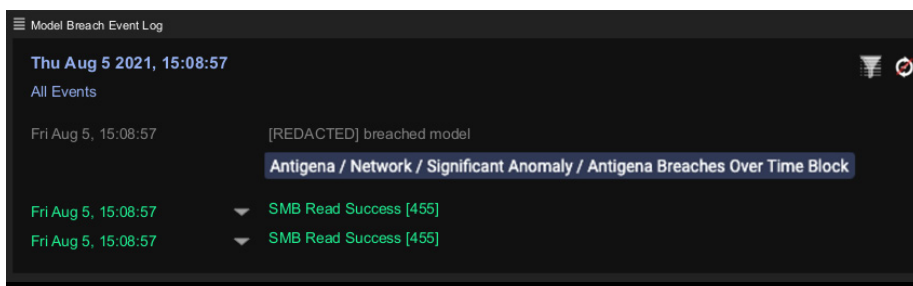 Model Breach Event Log
Thu Aug 5 2021, 15:08:57
All Events
Fri Aug 5, 15:08:57 [REDACTED] breached model
Antigena / Network / Significant Anomaly / Antigena Breaches Over Time Block
Fri Aug 5, 15:08:57 SMB Read Success [455]
Fri Aug 5, 15:08:57 SMB Read Success [455]